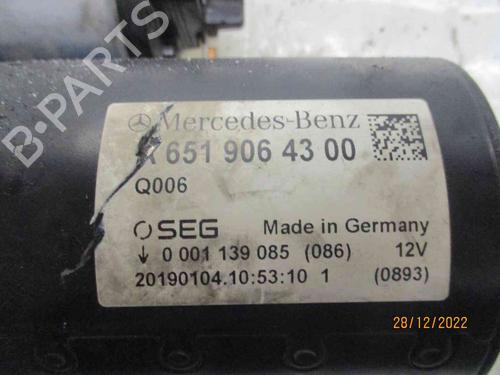 B-PARTS
Mercedes-Benz
A 651 906 43 00
Q006
SEG Made in Germany
↓ 0 001 139 085 (086) 12V
20190104.10:53:10 1 (0893)
28/12/2022